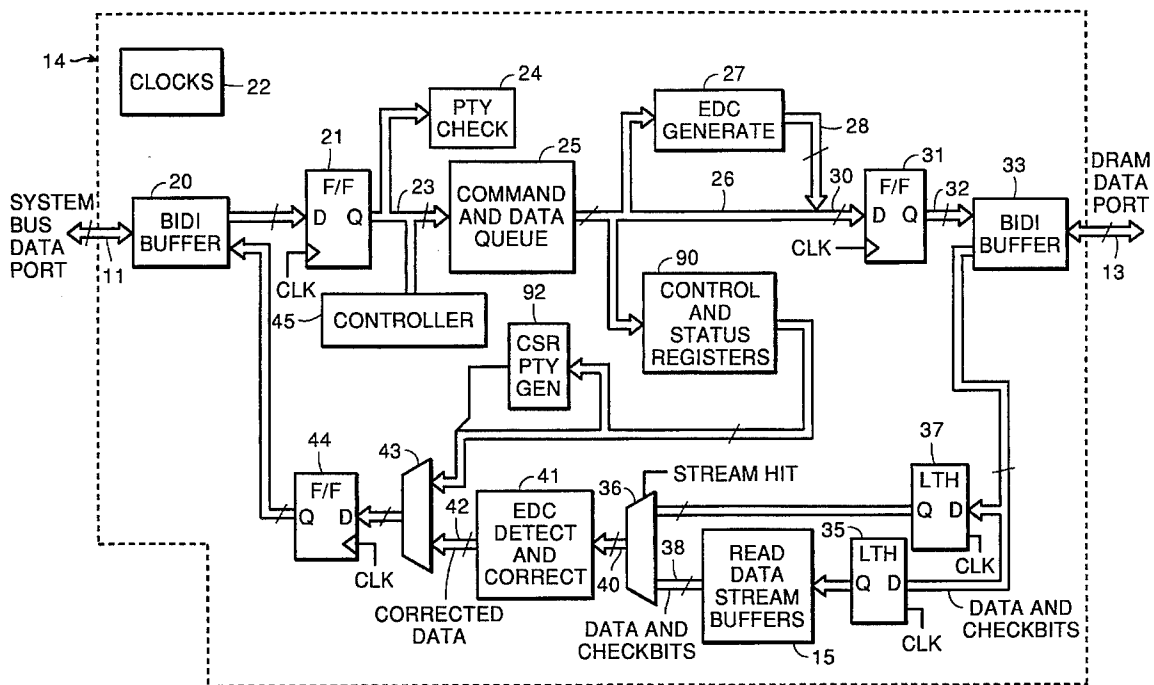 14
CLOCKS
22
24
PTY
CHECK
27
EDC
GENERATE
28
21
F/F
D Q
CLK
23
25
COMMAND
AND DATA
QUEUE
26
30
31
F/F
D Q
CLK
32
33
BIDI
BUFFER
DRAM
DATA
PORT
13
SYSTEM
BUS
DATA
PORT
11
20
BIDI
BUFFER
45
CONTROLLER
90
CONTROL
AND
STATUS
REGISTERS
92
CSR
PTY
GEN
44
F/F
Q D
CLK
43
42
CORRECTED
DATA
41
EDC
DETECT
AND
CORRECT
36
STREAM HIT
40
38
DATA AND
CHECKBITS
READ
DATA
STREAM
BUFFERS
15
35
LTH
Q D
CLK
37
LTH
Q D
CLK
DATA AND
CHECKBITS